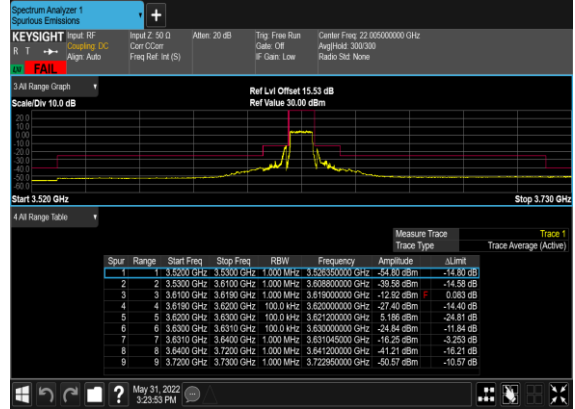 Spectrum Analyzer 1
Spurious Emissions
KEYSIGHT Input: RF Input Z: 50 Ω Atten: 20 dB Trig: Free Run Center Freq: 22.005000000 GHz
R T Coupling: DC Corr CCorr Gate: Off Avg|Hold: 300/300
Align: Auto Freq Ref: Int (S) IF Gain: Low Radio Std: None
LW FAIL
3 All Range Graph
Ref Lvl Offset 15.53 dB
Scale/Div 10.0 dB Ref Value 30.00 dBm
20.0
10.0
0.00
-10.0
-20.0
-30.0
-40.0
-50.0
-60.0
Start 3.520 GHz Stop 3.730 GHz
4 All Range Table
Measure Trace Trace 1
Trace Type Trace Average (Active)
Spur Range Start Freq Stop Freq RBW Frequency Amplitude ΔLimit
1 1 3.5200 GHz 3.5300 GHz 1.000 MHz 3.526350000 GHz -54.80 dBm -14.80 dB
2 2 3.5300 GHz 3.6100 GHz 1.000 MHz 3.608800000 GHz -39.58 dBm -14.58 dB
3 3 3.6100 GHz 3.6190 GHz 1.000 MHz 3.619000000 GHz -12.92 dBm F 0.083 dB
4 4 3.6190 GHz 3.6200 GHz 100.0 kHz 3.620000000 GHz -27.40 dBm -14.40 dB
5 5 3.6200 GHz 3.6300 GHz 100.0 kHz 3.621200000 GHz 5.186 dBm -24.81 dB
6 6 3.6300 GHz 3.6310 GHz 100.0 kHz 3.630000000 GHz -24.84 dBm -11.84 dB
7 7 3.6310 GHz 3.6400 GHz 1.000 MHz 3.631045000 GHz -16.25 dBm -3.253 dB
8 8 3.6400 GHz 3.7200 GHz 1.000 MHz 3.641200000 GHz -41.21 dBm -16.21 dB
9 9 3.7200 GHz 3.7300 GHz 1.000 MHz 3.722950000 GHz -50.57 dBm -10.57 dB
May 31, 2022
3:23:53 PM